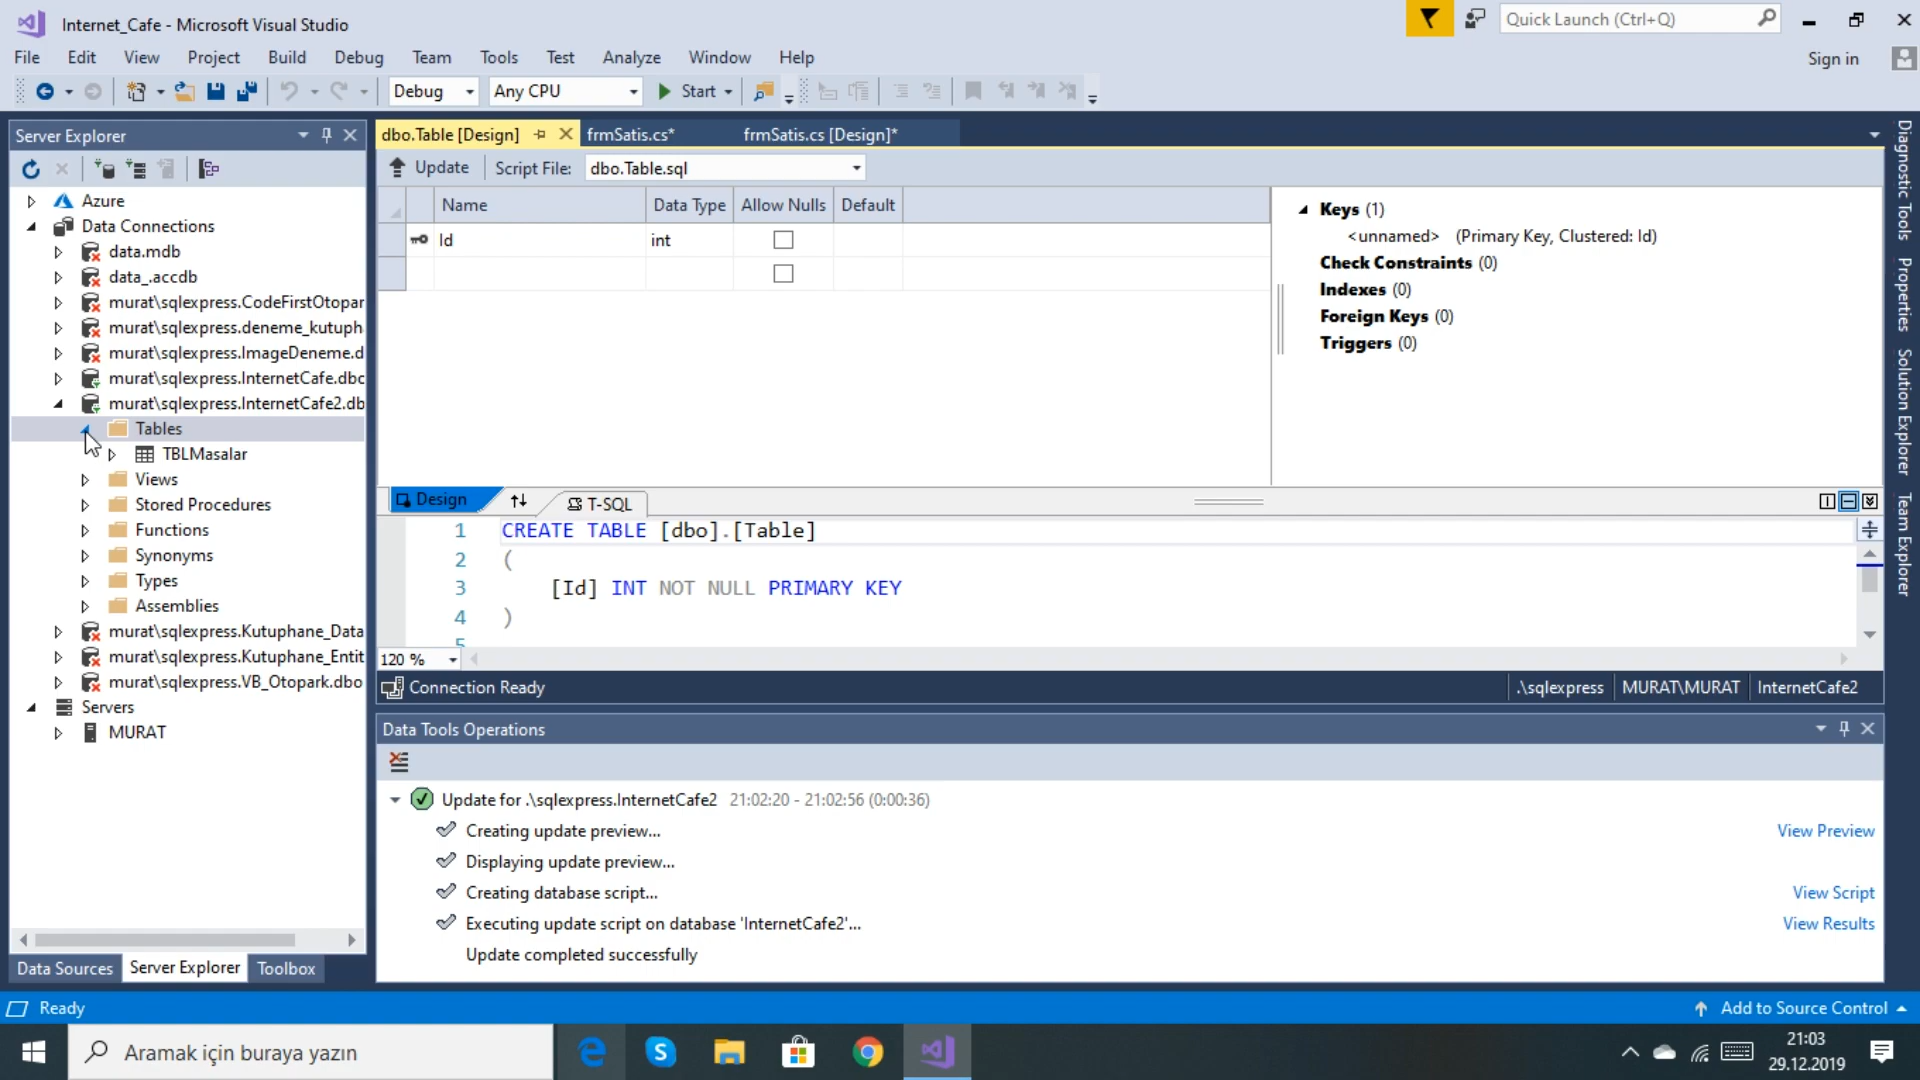 Internet_Cafe - Microsoft Visual Studio
Quick Launch (Ctrl+Q)
File Edit View Project Build Debug Team Tools Test Analyze Window Help
Sign in
Debug Any CPU Start
Server Explorer
dbo.Table [Design] frmSatis.cs* frmSatis.cs [Design]*
Update Script File: dbo.Table.sql
Azure
Data Connections
data.mdb
data_.accdb
murat\sqlexpress.CodeFirstOtopar
murat\sqlexpress.deneme_kutuph
murat\sqlexpress.ImageDeneme.d
murat\sqlexpress.InternetCafe.dbc
murat\sqlexpress.InternetCafe2.db
Tables
TBLMasalar
Views
Stored Procedures
Functions
Synonyms
Types
Assemblies
murat\sqlexpress.Kutuphane_Data
murat\sqlexpress.Kutuphane_Entit
murat\sqlexpress.VB_Otopark.dbo
Servers
MURAT
Data Sources Server Explorer Toolbox
Name Data Type Allow Nulls Default
Id int
Keys (1)
<unnamed> (Primary Key, Clustered: Id)
Check Constraints (0)
Indexes (0)
Foreign Keys (0)
Triggers (0)
Design T-SQL
1 CREATE TABLE [dbo].[Table]
2 (
3 [Id] INT NOT NULL PRIMARY KEY
4 )
5
120 %
Connection Ready .\sqlexpress MURAT\MURAT InternetCafe2
Data Tools Operations
Update for .\sqlexpress.InternetCafe2 21:02:20 - 21:02:56 (0:00:36)
Creating update preview... View Preview
Displaying update preview...
Creating database script... View Script
Executing update script on database 'InternetCafe2'... View Results
Update completed successfully
Diagnostic Tools
Properties
Solution Explorer
Team Explorer
Ready Add to Source Control
Aramak için buraya yazın
21:03
29.12.2019